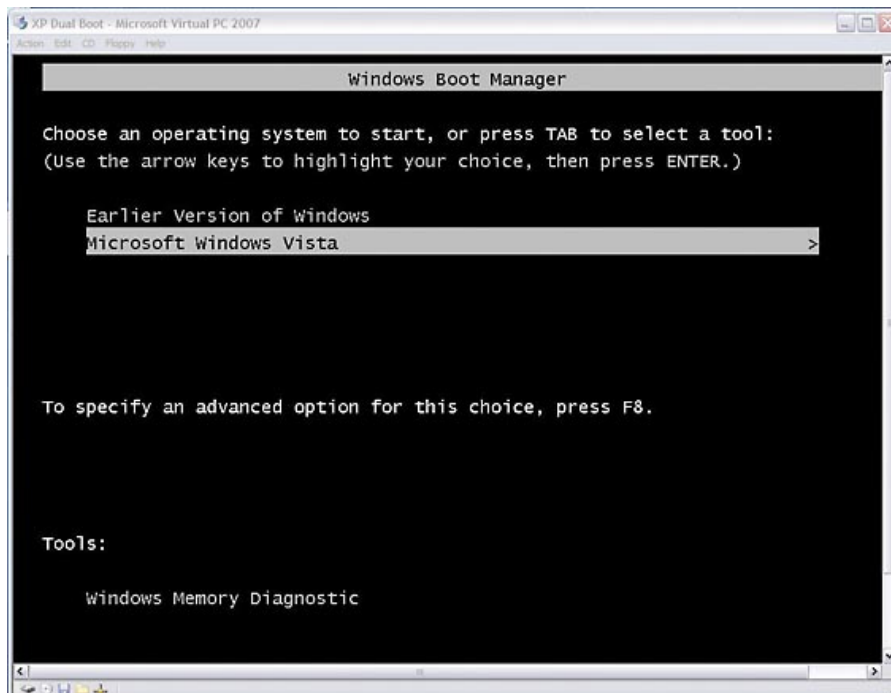 XP Dual Boot - Microsoft Virtual PC 2007
Action Edit CD Floppy Help
Windows Boot Manager
Choose an operating system to start, or press TAB to select a tool:
(Use the arrow keys to highlight your choice, then press ENTER.)
Earlier Version of Windows
Microsoft Windows Vista >
To specify an advanced option for this choice, press F8.
Tools:
Windows Memory Diagnostic